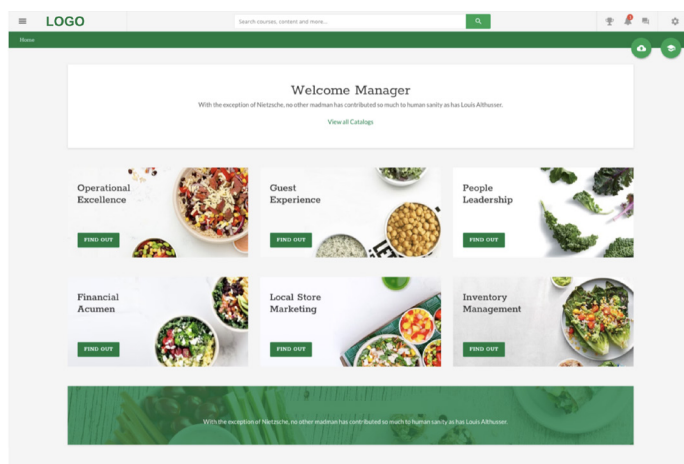 LOGO
Search courses, content and more...
Home
Welcome Manager
With the exception of Nietzsche, no other madman has contributed so much to human sanity as has Louis Althusser.
View all Catalogs
Operational
Excellence
FIND OUT
Guest
Experience
FIND OUT
People
Leadership
FIND OUT
Financial
Acumen
FIND OUT
Local Store
Marketing
FIND OUT
Inventory
Management
FIND OUT
With the exception of Nietzsche, no other madman has contributed so much to human sanity as has Louis Althusser.